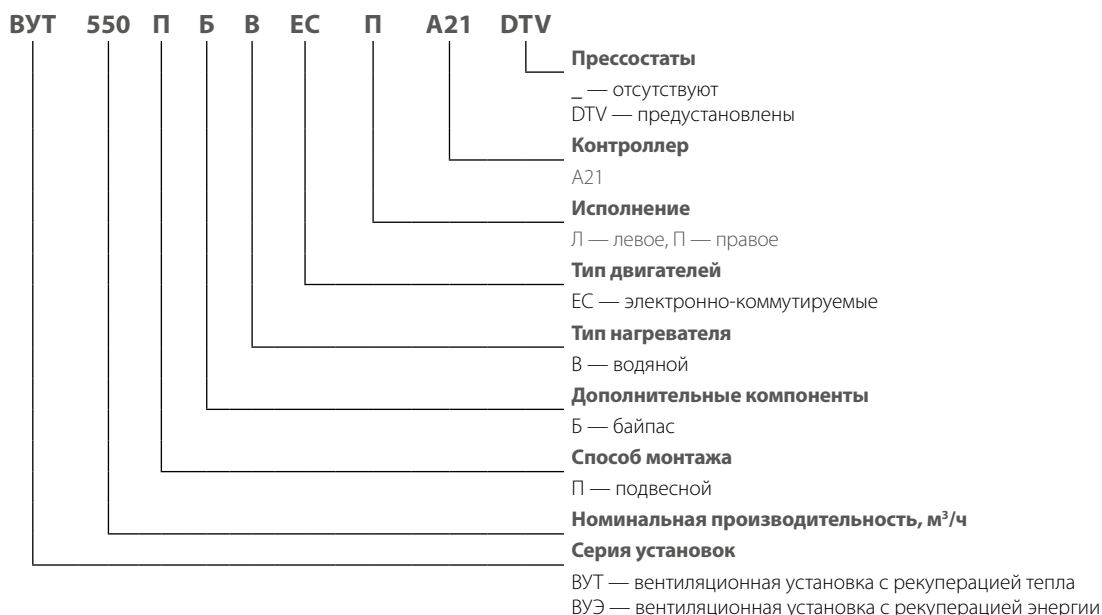 ВУТ 550 П Б В ЕС П А21 DTV
Прессостаты
_ — отсутствуют
DTV — предустановлены
Контроллер
А21
Исполнение
Л — левое, П — правое
Тип двигателей
ЕС — электронно-коммутируемые
Тип нагревателя
В — водяной
Дополнительные компоненты
Б — байпас
Способ монтажа
П — подвесной
Номинальная производительность, м³/ч
Серия установок
ВУТ — вентиляционная установка с рекуперацией тепла
ВУЭ — вентиляционная установка с рекуперацией энергии